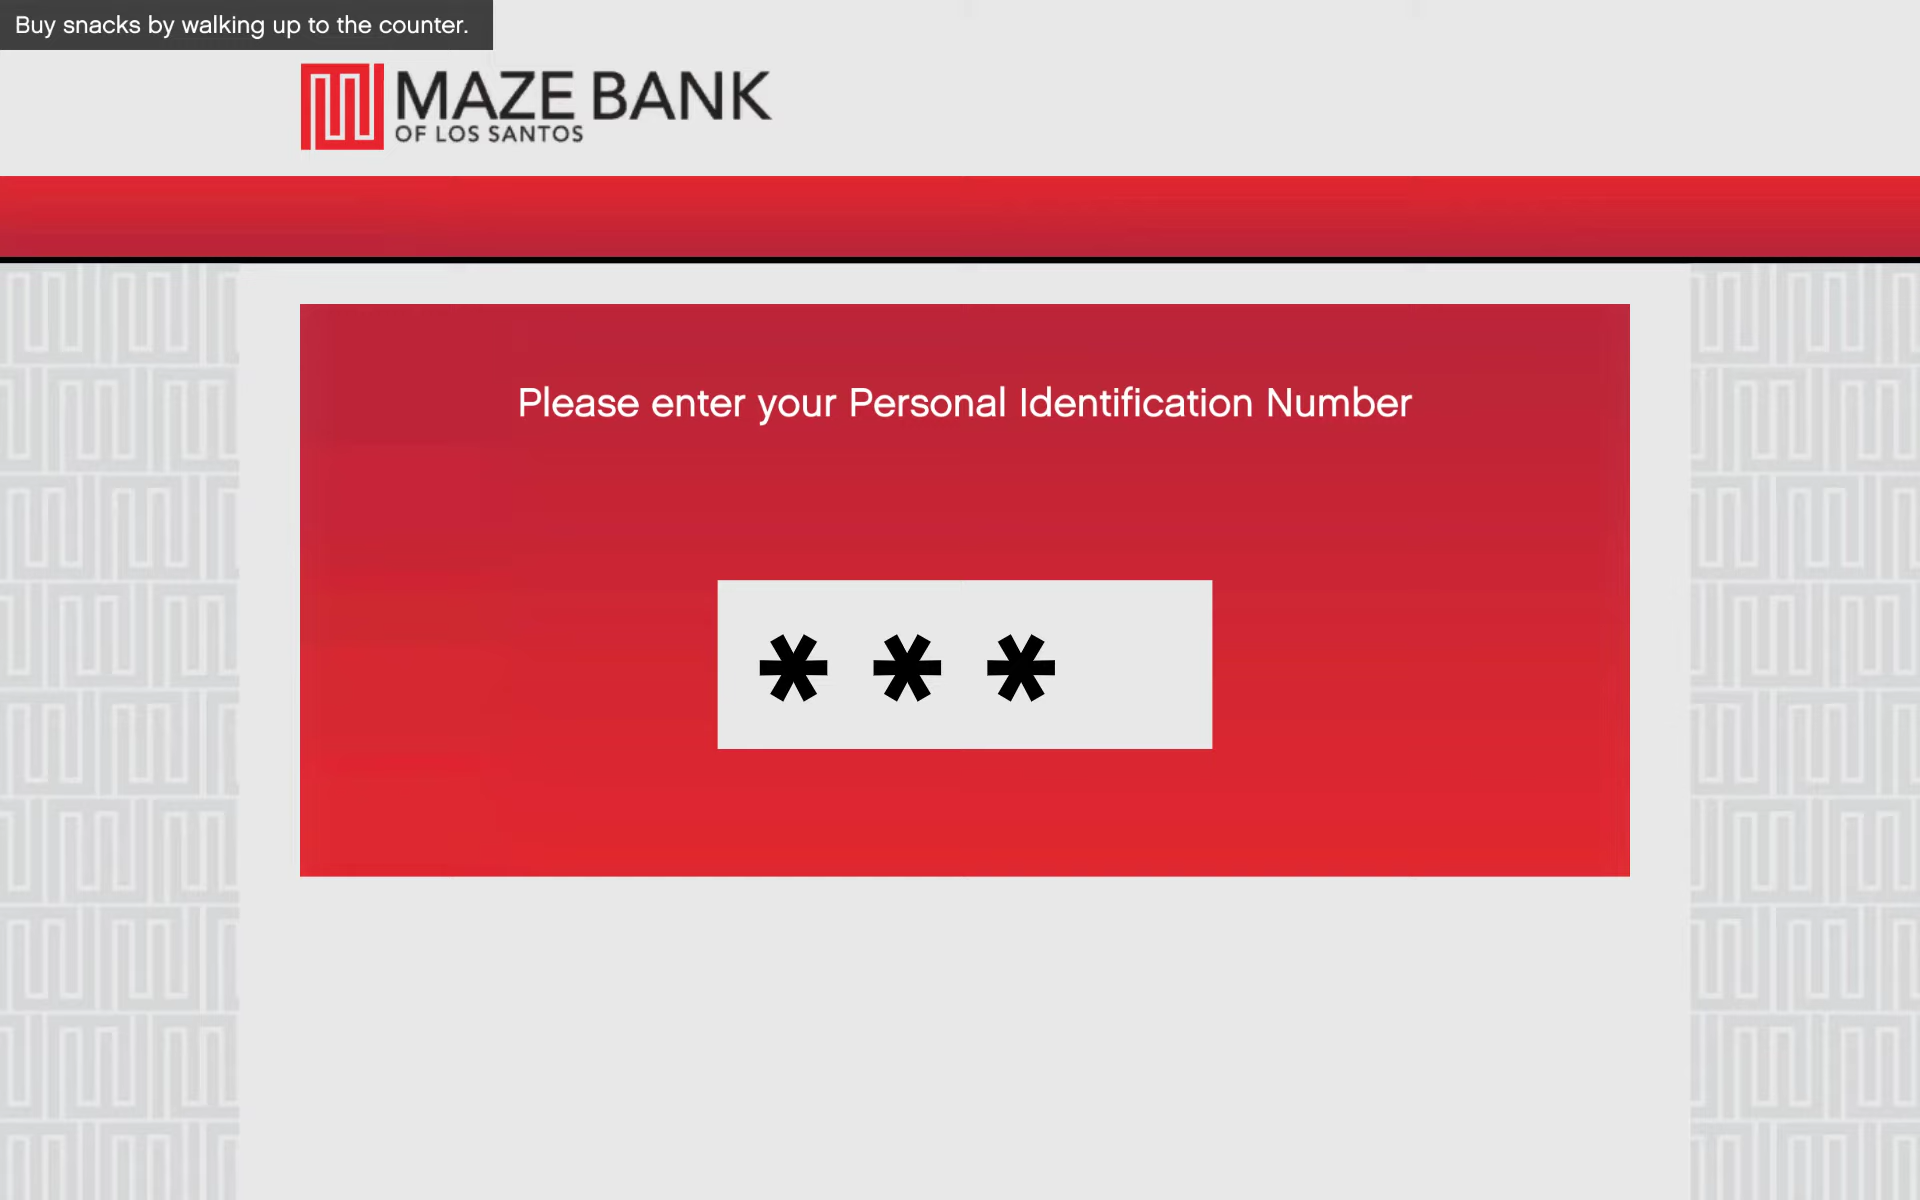 Buy snacks by walking up to the counter.
MAZE BANK
OF LOS SANTOS
Please enter your Personal Identification Number
* * *